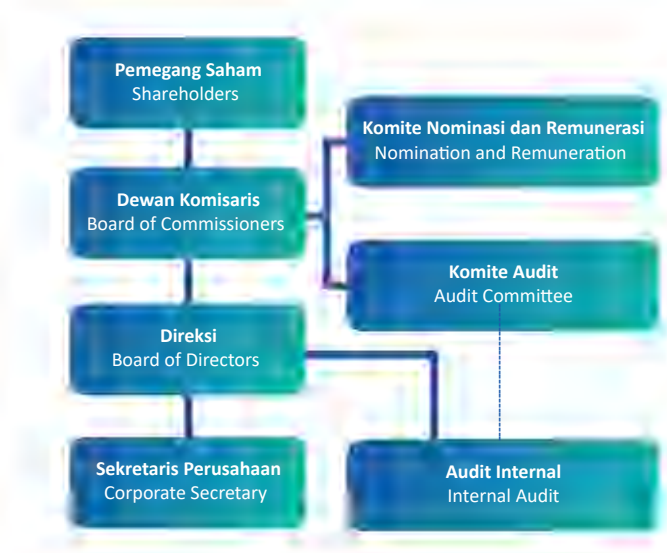 Pemegang Saham
Shareholders
Komite Nominasi dan Remunerasi
Nomination and Remuneration
Dewan Komisaris
Board of Commissioners
Komite Audit
Audit Committee
Direksi
Board of Directors
Sekretaris Perusahaan
Corporate Secretary
Audit Internal
Internal Audit